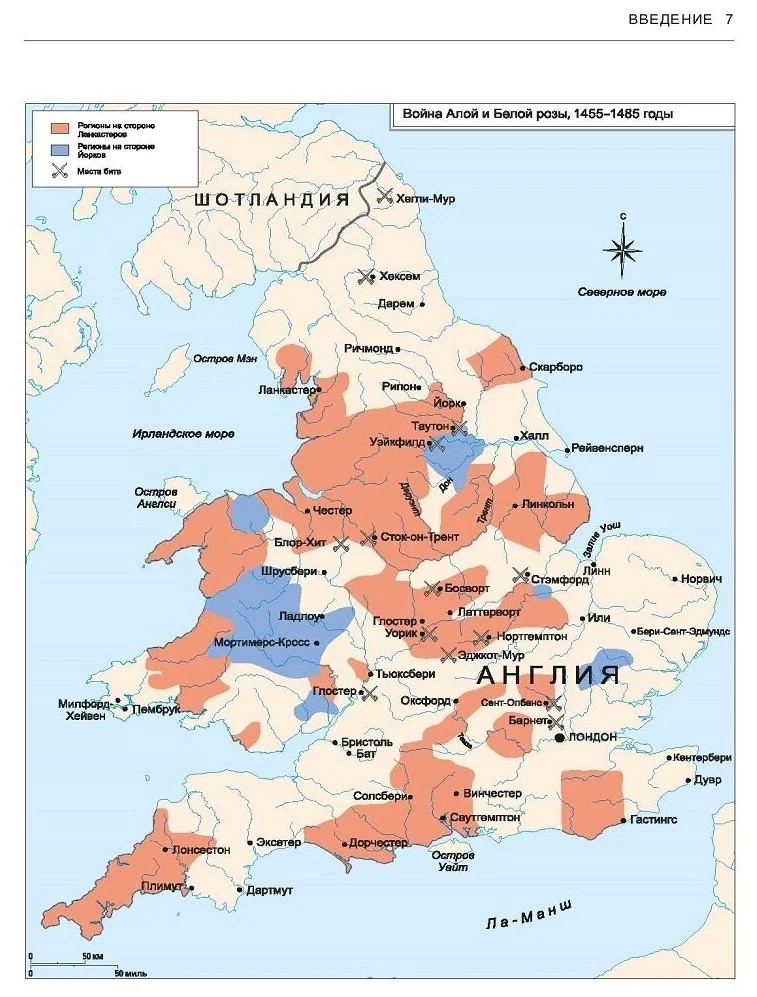 ВВЕДЕНИЕ 7
Война Алой и Белой розы, 1455–1485 годы
Регионы на стороне
Ланкастеров
Регионы на стороне
Йорков
Места битв
ШОТЛАНДИЯ
Хегли-Мур
С
Северное море
Хексем
Дарем
Ричмонд
Остров Мэн
Скарборо
Ланкастер
Рипон
Йорк
Таутон
Ирландское море
Уэйкфилд
Халл
Рейвенсперн
Остров
Англси
Деруэнт
Дон
Трент
Честер
Линкольн
Блор-Хит
Сток-он-Трент
Залив Уош
Шрусбери
Линн
Стэмфорд
Норвич
Босворт
Ладлоу
Латтерворт
Глостер
Или
Уорик
Нортгемптон
Бери-Сент-Эдмундс
Мортимерс-Кросс
Эджкот-Мур
АНГЛИЯ
Тьюксбери
Глостер
Милфорд-
Хейвен
Пембрук
Оксфорд
Сент-Олбанс
Барнет
Темза
ЛОНДОН
Бристоль
Бат
Кентербери
Дувр
Солсбери
Винчестер
Саутгемптон
Гастингс
Лонсестон
Эксетер
Дорчестер
Остров
Уайт
Плимут
Дартмут
Ла-Манш
0 50 км
0 50 миль